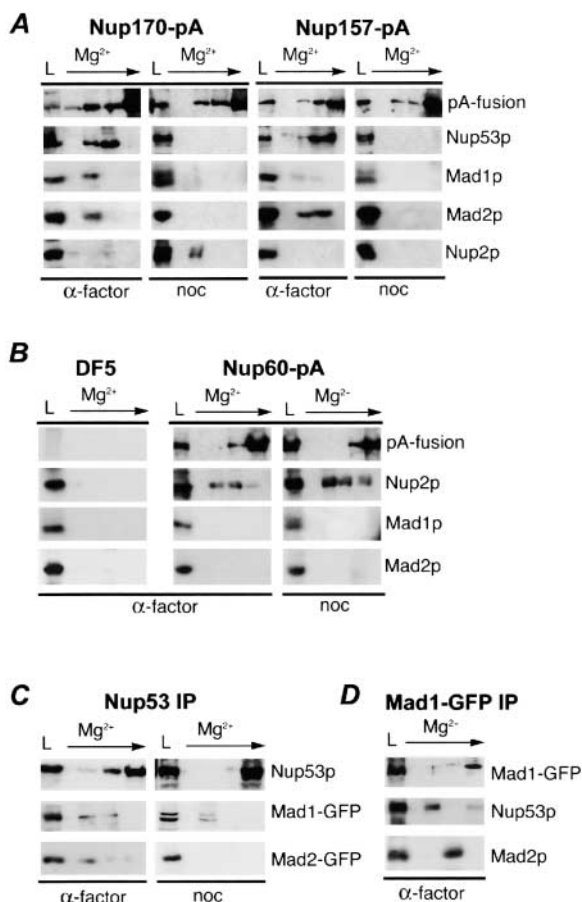 A
Nup170-pA Nup157-pA
L Mg2+ Mg2+ L Mg2+ L Mg2+
pA-fusion
Nup53p
Mad1p
Mad2p
Nup2p
α-factor noc α-factor noc
B
DF5 Nup60-pA
L Mg2+ L Mg2- L Mg2-
pA-fusion
Nup2p
Mad1p
Mad2p
α-factor noc
C Nup53 IP
L Mg2- L Mg2+
Nup53p
Mad1-GFP
Mad2-GFP
α-factor noc
D Mad1-GFP IP
L Mg2-
Mad1-GFP
Nup53p
Mad2p
α-factor